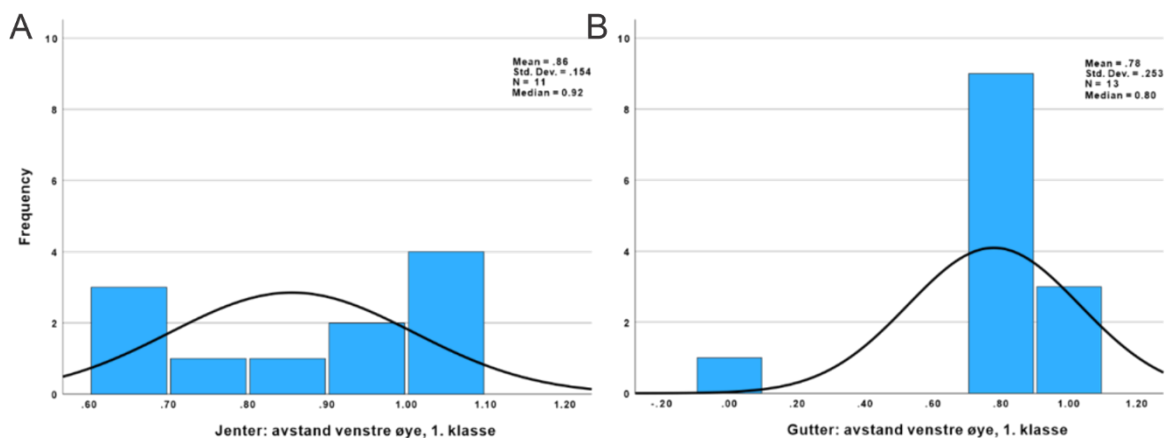 A
10
8
6
4
2
0
Frequency
Mean = .86
Std. Dev. = .154
N = 11
Median = 0.92
.60 .70 .80 .90 1.00 1.10 1.20
Jenter: avstand venstre øye, 1. klasse
B
10
8
6
4
2
0
Mean = .78
Std. Dev. = .253
N = 13
Median = 0.80
-.20 .00 .20 .40 .60 .80 1.00 1.20
Gutter: avstand venstre øye, 1. klasse